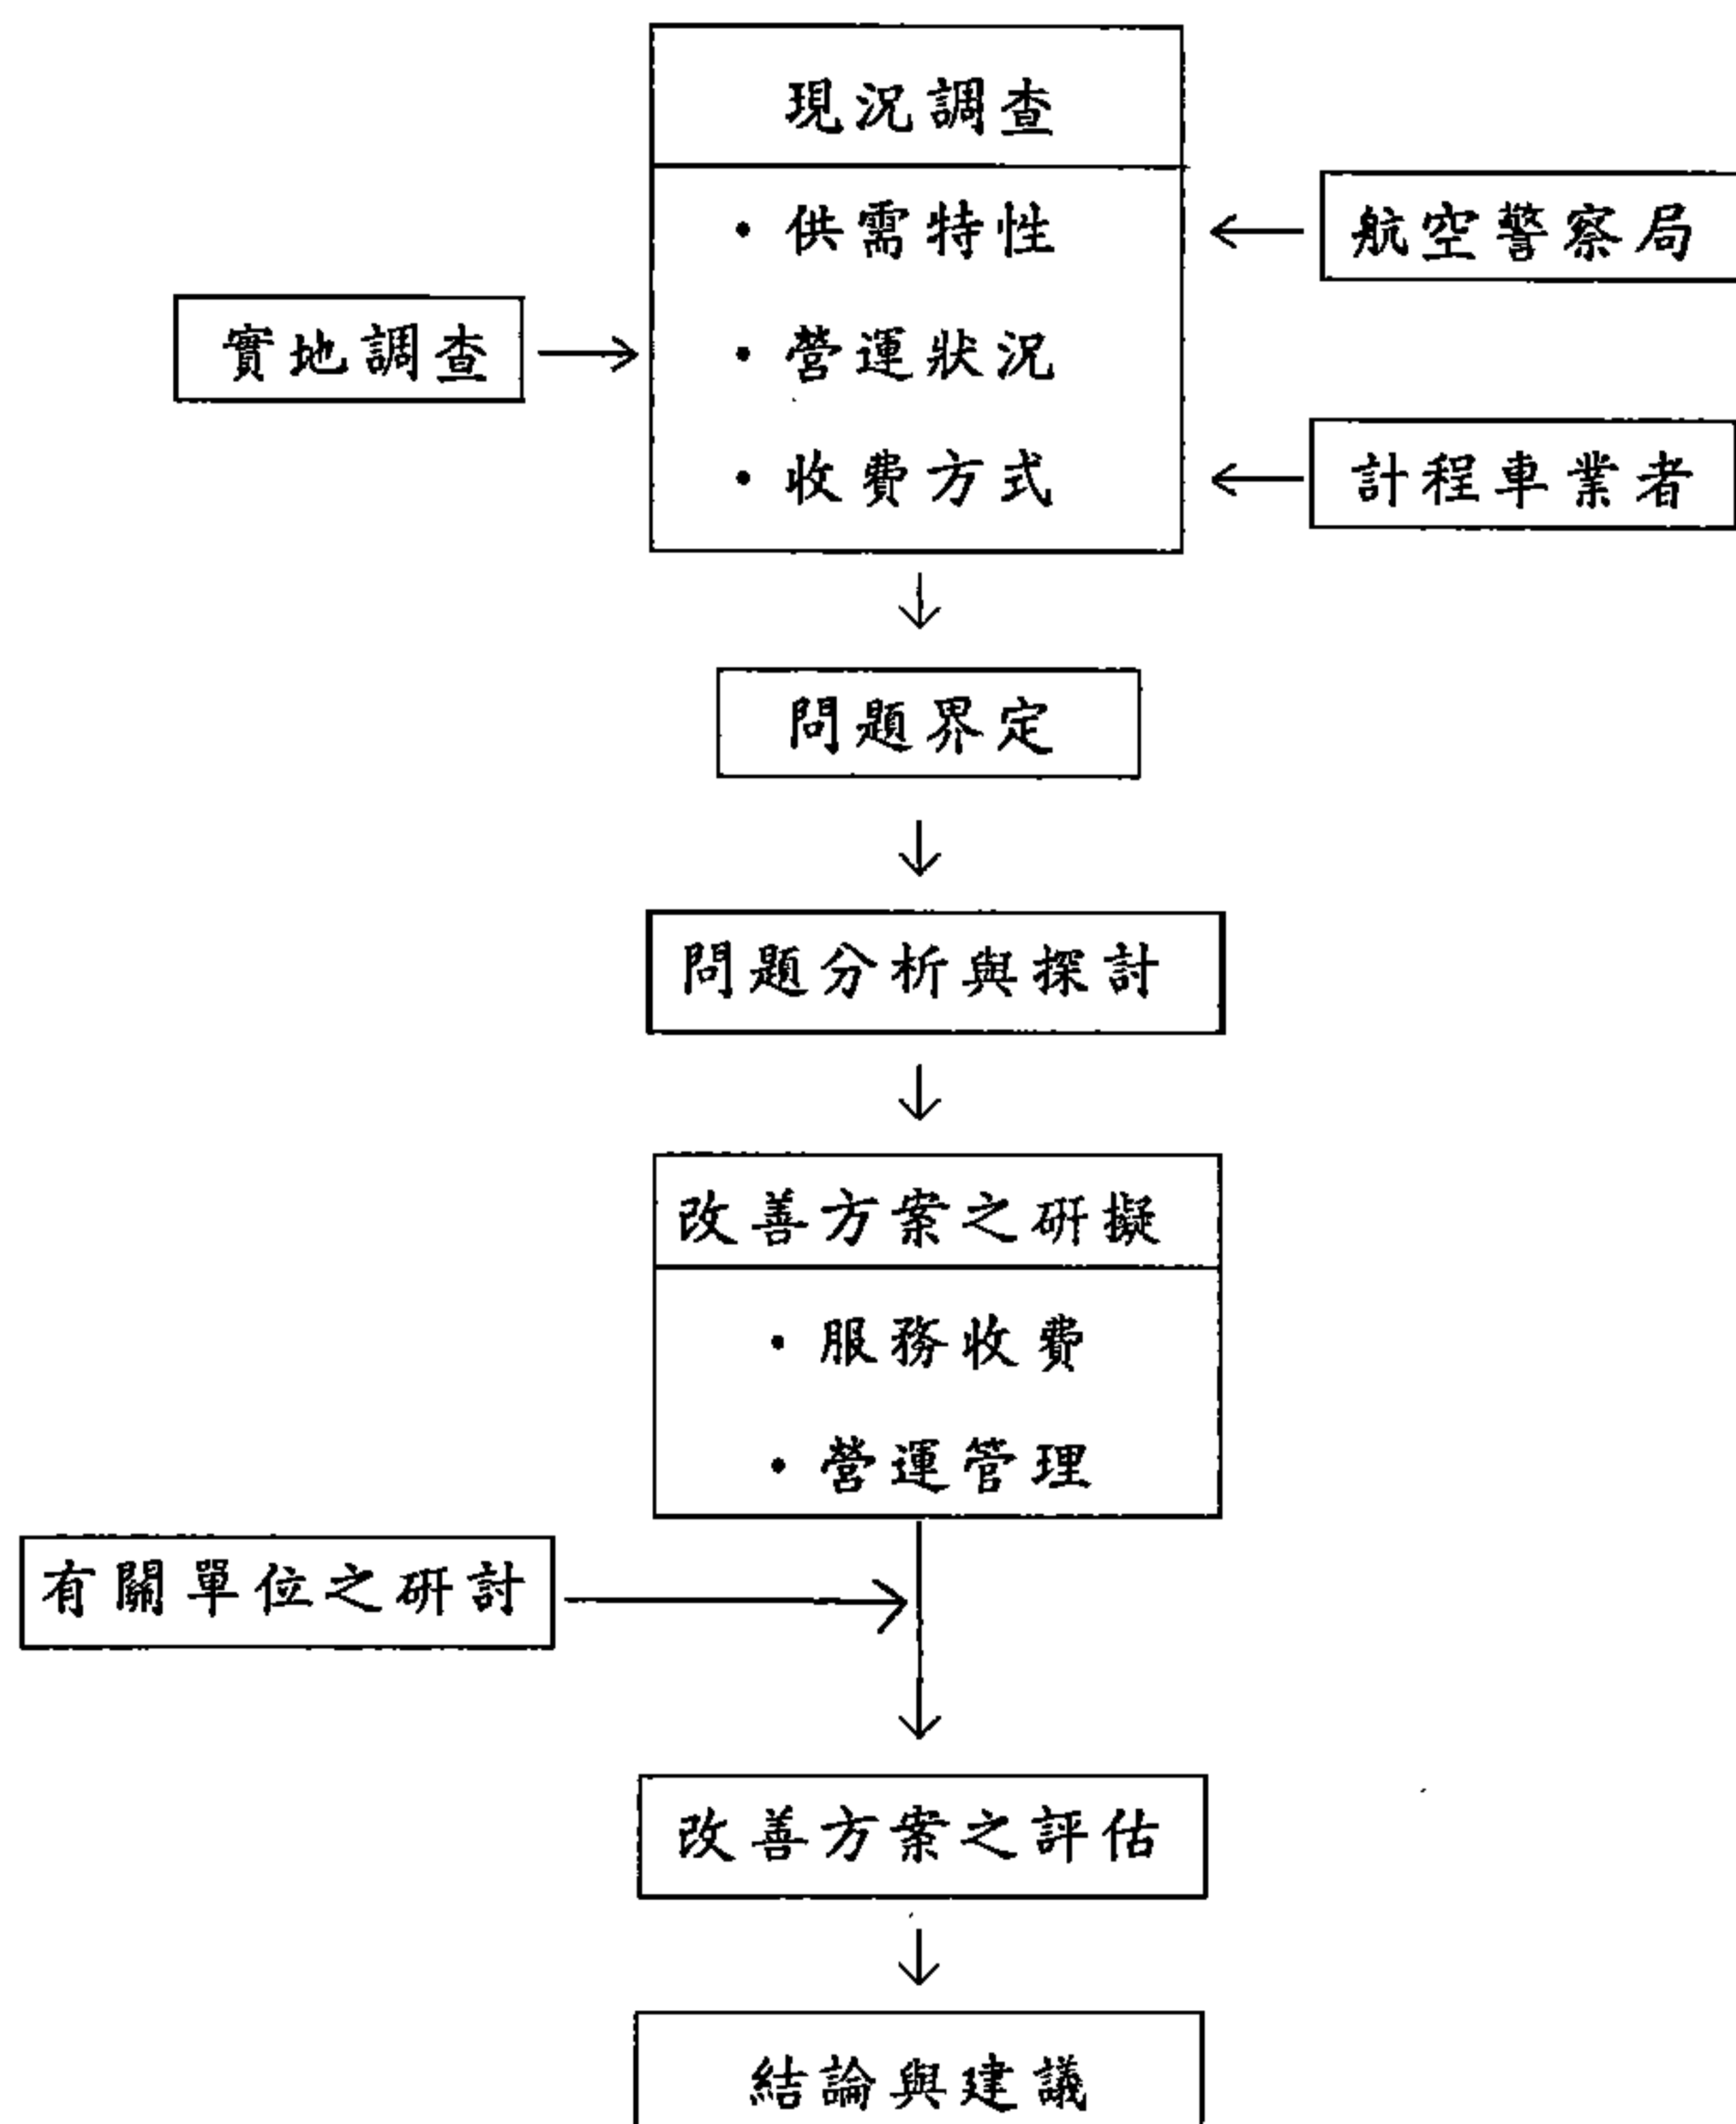 現況調查
・供需特性
航空警察局
實地調查
・營運狀況
・收費方式
計程車業者
問題界定
問題分析與探計
改善方案之研擬
・服務收費
・營運管理
有關單位之研討
改善方案之評估
結論與建議